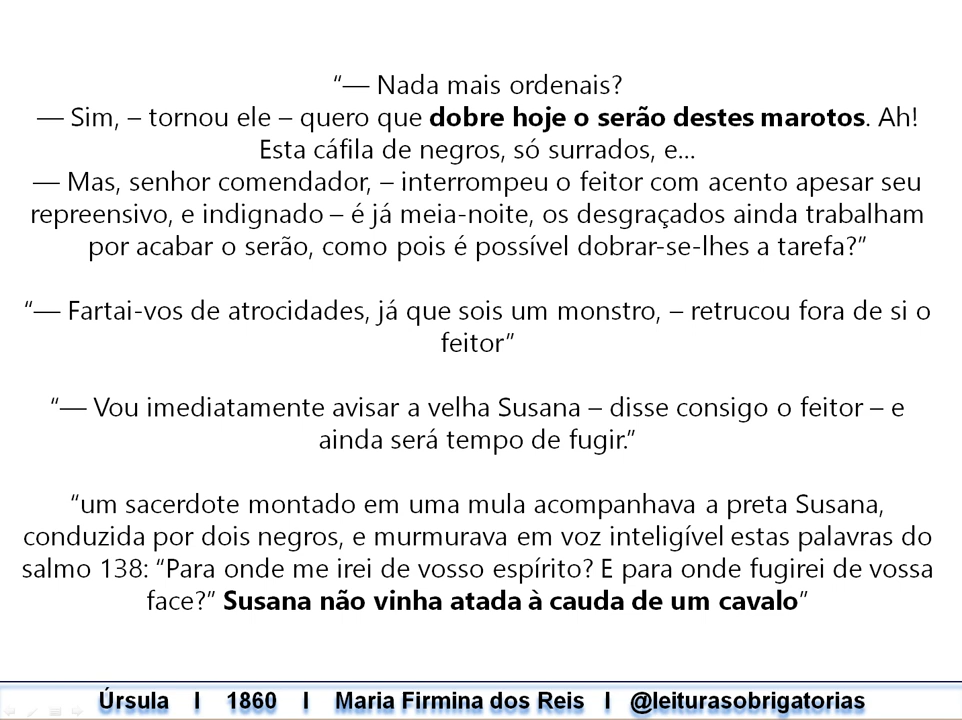 “— Nada mais ordenais?
— Sim, – tornou ele – quero que dobre hoje o serão destes marotos. Ah!
Esta cáfila de negros, só surrados, e...
— Mas, senhor comendador, – interrompeu o feitor com acento apesar seu
repreensivo, e indignado – é já meia-noite, os desgraçados ainda trabalham
por acabar o serão, como pois é possível dobrar-se-lhes a tarefa?”
“— Fartai-vos de atrocidades, já que sois um monstro, – retrucou fora de si o
feitor”
“— Vou imediatamente avisar a velha Susana – disse consigo o feitor – e
ainda será tempo de fugir.”
“um sacerdote montado em uma mula acompanhava a preta Susana,
conduzida por dois negros, e murmurava em voz inteligível estas palavras do
salmo 138: “Para onde me irei de vosso espírito? E para onde fugirei de vossa
face?” Susana não vinha atada à cauda de um cavalo”
Úrsula I 1860 I Maria Firmina dos Reis I @leiturasobrigatorias